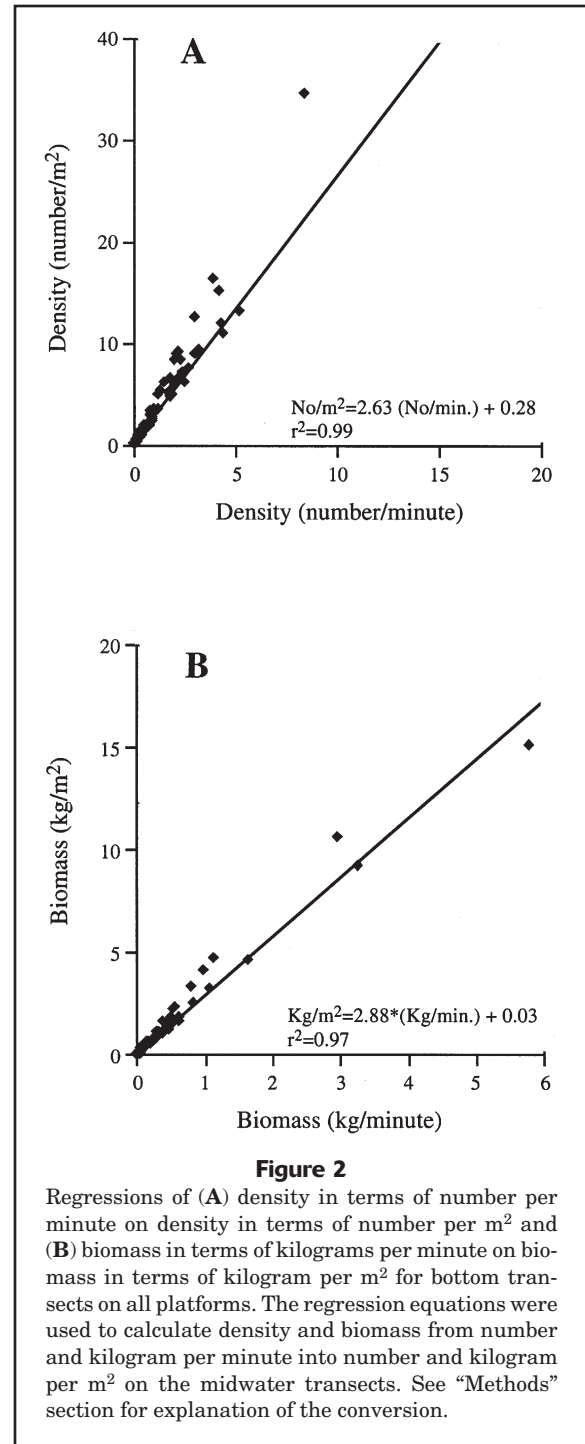 A
40
30
20
10
0
Density (number/m²)
No/m²=2.63 (No/min.) + 0.28
r²=0.99
0 5 10 15 20
Density (number/minute)
B
20
15
10
5
0
Biomass (kg/m²)
Kg/m²=2.88*(Kg/min.) + 0.03
r²=0.97
0 1 2 3 4 5 6
Biomass (kg/minute)
Figure 2
Regressions of (A) density in terms of number per
minute on density in terms of number per m² and
(B) biomass in terms of kilograms per minute on bio-
mass in terms of kilogram per m² for bottom tran-
sects on all platforms. The regression equations were
used to calculate density and biomass from number
and kilogram per minute into number and kilogram
per m² on the midwater transects. See “Methods”
section for explanation of the conversion.